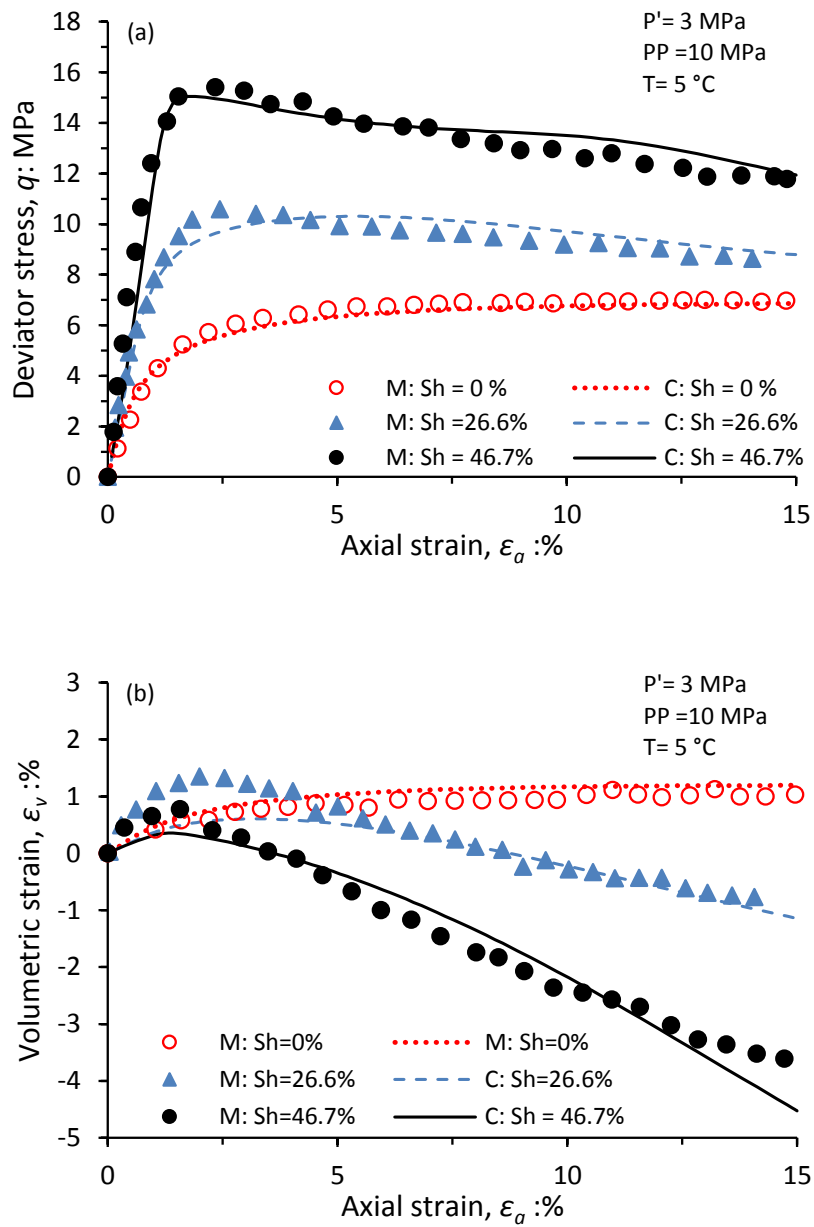 (a)
P'= 3 MPa
PP =10 MPa
T= 5 °C
Deviator stress, q: MPa
18
16
14
12
10
8
6
4
2
0
M: Sh = 0 %
C: Sh = 0 %
M: Sh =26.6%
C: Sh =26.6%
M: Sh = 46.7%
C: Sh = 46.7%
0
5
10
15
Axial strain, εa :%
(b)
P'= 3 MPa
PP =10 MPa
T= 5 °C
Volumetric strain, εv :%
3
2
1
0
-1
-2
-3
-4
-5
M: Sh=0%
M: Sh=0%
M: Sh=26.6%
C: Sh=26.6%
M: Sh=46.7%
C: Sh = 46.7%
0
5
10
15
Axial strain, εa :%